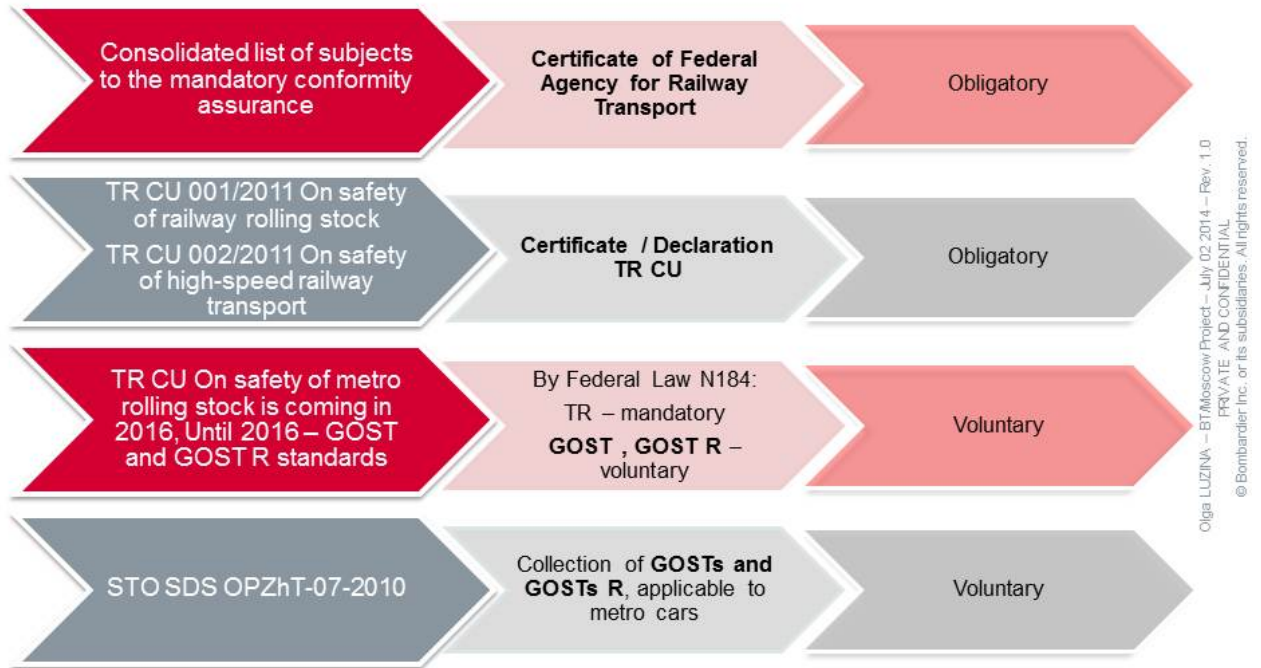 Consolidated list of subjects
to the mandatory conformity
assurance
Certificate of Federal
Agency for Railway
Transport
Obligatory
TR CU 001/2011 On safety
of railway rolling stock
TR CU 002/2011 On safety
of high-speed railway
transport
Certificate / Declaration
TR CU
Obligatory
TR CU On safety of metro
rolling stock is coming in
2016, Until 2016 – GOST
and GOST R standards
By Federal Law N184:
TR – mandatory
GOST , GOST R –
voluntary
Voluntary
STO SDS OPZhT-07-2010
Collection of GOSTs and
GOSTs R, applicable to
metro cars
Voluntary
Olga LUZINA – BT/Moscow Project – July 02 2014 – Rev. 1.0
PRIVATE AND CONFIDENTIAL
© Bombardier Inc. or its subsidiaries. All rights reserved.